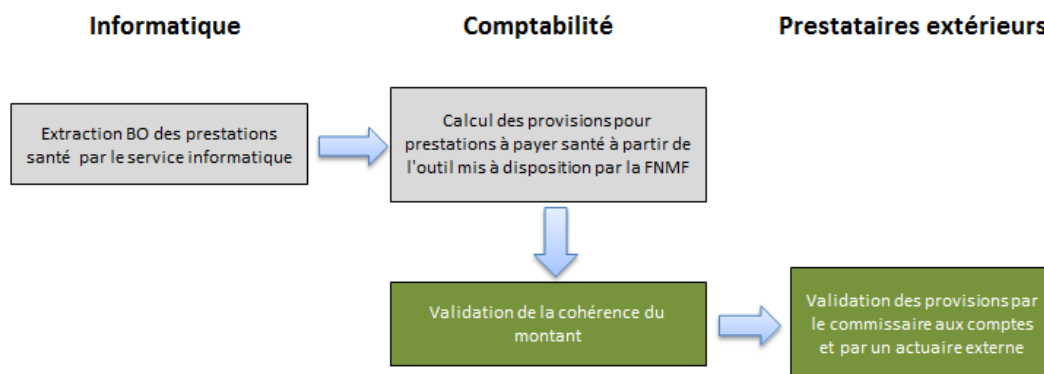 Informatique
Comptabilité
Prestataires extérieurs
Extraction BO des prestations
santé par le service informatique
Calcul des provisions pour
prestations à payer santé à partir de
l'outil mis à disposition par la FNMF
Validation de la cohérence du
montant
Validation des provisions par
le commissaire aux comptes
et par un actuaire externe